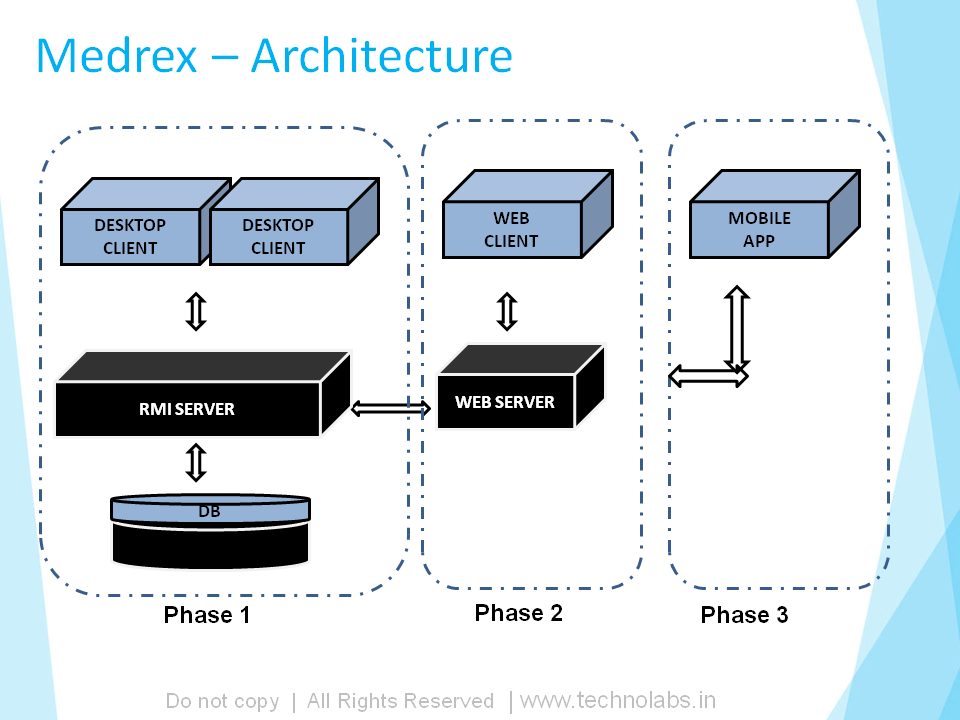 Medrex – Architecture
DESKTOP
CLIENT
DESKTOP
CLIENT
WEB
CLIENT
MOBILE
APP
RMI SERVER
WEB SERVER
DB
Phase 1
Phase 2
Phase 3
Do not copy | All Rights Reserved | www.technolabs.in